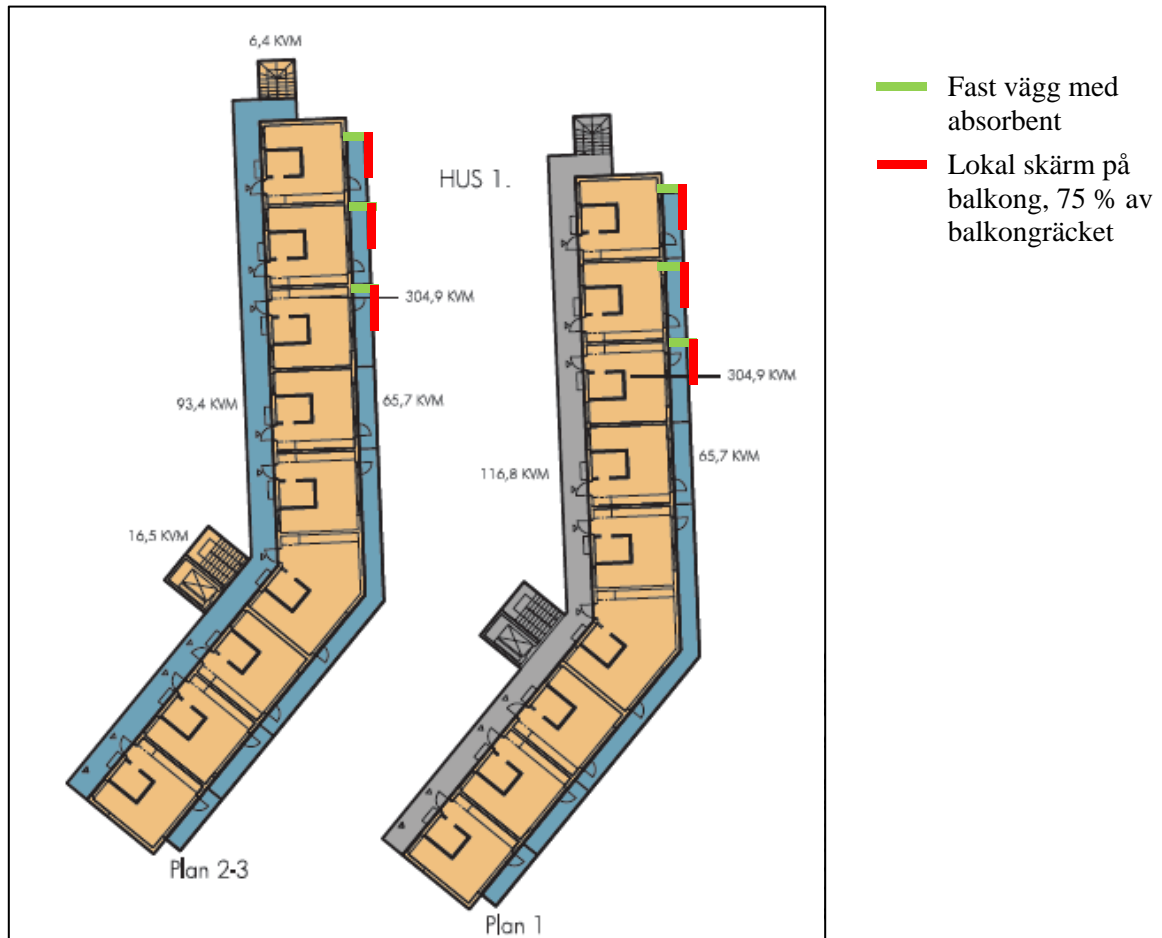 6,4 KVM
HUS 1.
304,9 KVM
93,4 KVM
65,7 KVM
16,5 KVM
Plan 2-3
304,9 KVM
116,8 KVM
65,7 KVM
Plan 1
Fast vägg med
absorbent
Lokal skärm på
balkong, 75 % av
balkongräcket